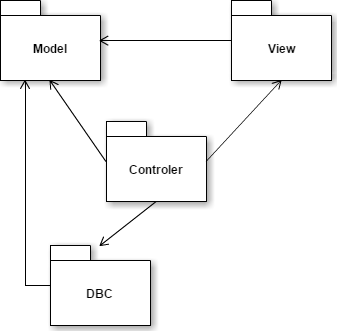 Model
View
Controler
DBC